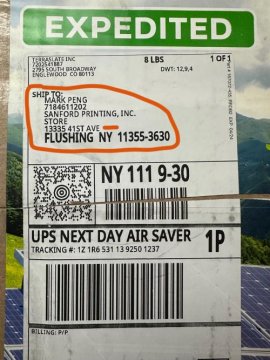 EXPEDITED
TERRASLATE INC
7202541887
2795 SOUTH BROADWAY
ENGLEWOOD CO 80113
8 LBS
1 OF 1
DWT: 12,9,4
SHIP TO:
MARK PENG
7184611202
SANFORD PRINTING, INC.
STORE
13335 41ST AVE
FLUSHING NY 11355-3630
NY 111 9-30
UPS NEXT DAY AIR SAVER
1P
TRACKING #: 1Z 1R6 531 13 9250 1237
BILLING: P/P